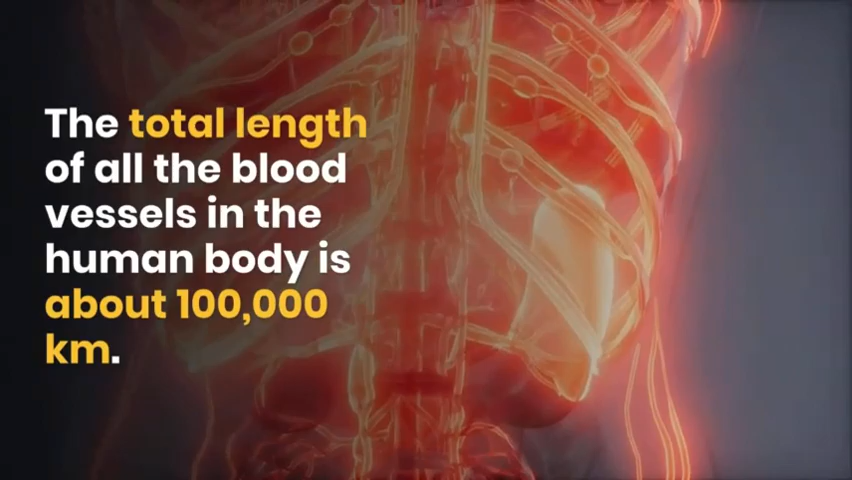 The total length
of all the blood
vessels in the
human body is
about 100,000
km.